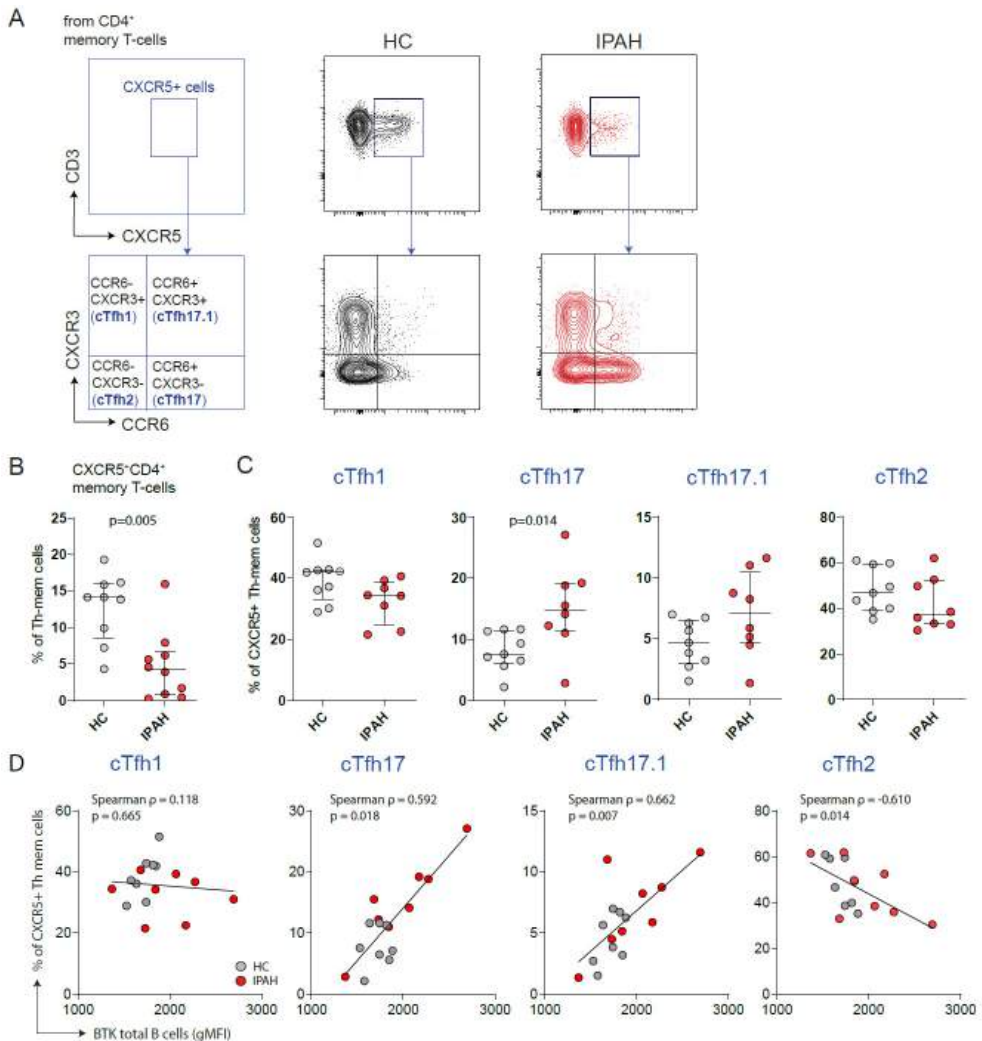 A
from CD4+
memory T-cells
HC
IPAH
CXCR5+ cells
CD3
CXCR5
CCR6-
CXCR3+
(cTfh1)
CCR6+
CXCR3+
(cTfh17.1)
CCR6-
CXCR3-
(cTfh2)
CCR6+
CXCR3-
(cTfh17)
CXCR3
CCR6
B
CXCR5+CD4+
memory T-cells
p=0.005
% of Th-mem cells
25
20
15
10
5
0
HC
IPAH
C
cTfh1
% of CXCR5+ Th-mem cells
60
40
20
0
HC
IPAH
cTfh17
p=0.014
30
20
10
0
HC
IPAH
cTfh17.1
15
10
5
0
HC
IPAH
cTfh2
80
60
40
20
0
HC
IPAH
D
cTfh1
Spearman ρ = 0.118
p = 0.665
% of CXCR5+ Th mem cells
60
40
20
0
1000
2000
3000
HC
IPAH
BTK total B cells (gMFI)
cTfh17
Spearman ρ = 0.592
p = 0.018
30
20
10
0
1000
2000
3000
cTfh17.1
Spearman ρ = 0.662
p = 0.007
15
10
5
0
1000
2000
3000
cTfh2
Spearman ρ = -0.610
p = 0.014
80
60
40
20
0
1000
2000
3000